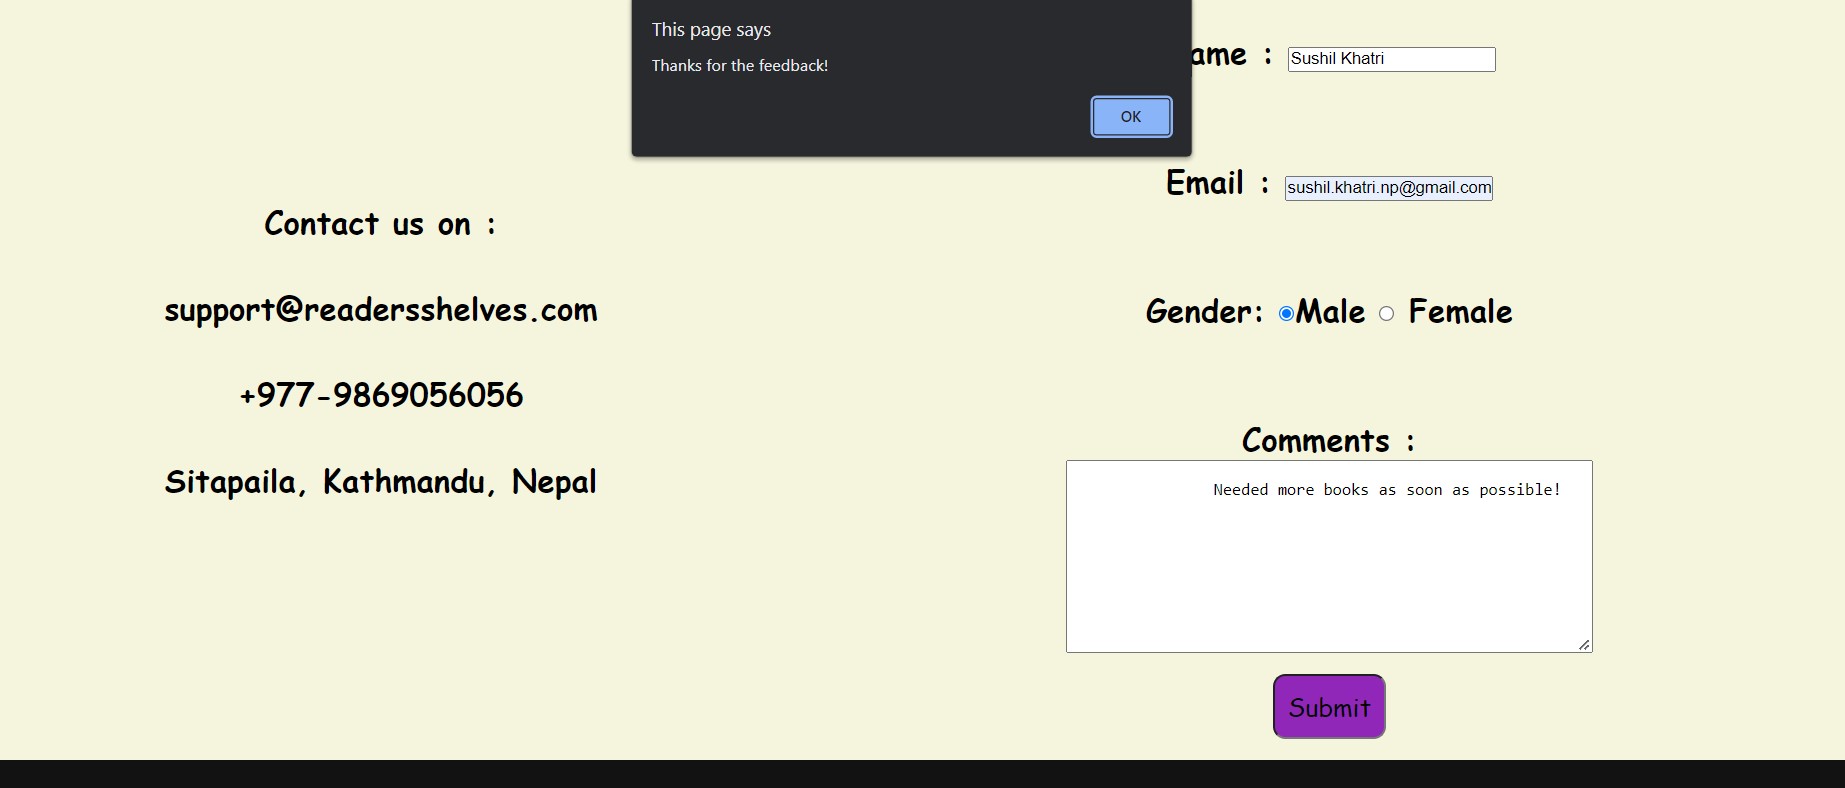 This page says
Thanks for the feedback!
OK
ame : Sushil Khatri
Email : sushil.khatri.np@gmail.com
Contact us on :
support@readersshelves.com
+977-9869056056
Sitapaila, Kathmandu, Nepal
Gender: Male Female
Comments :
Needed more books as soon as possible!
Submit